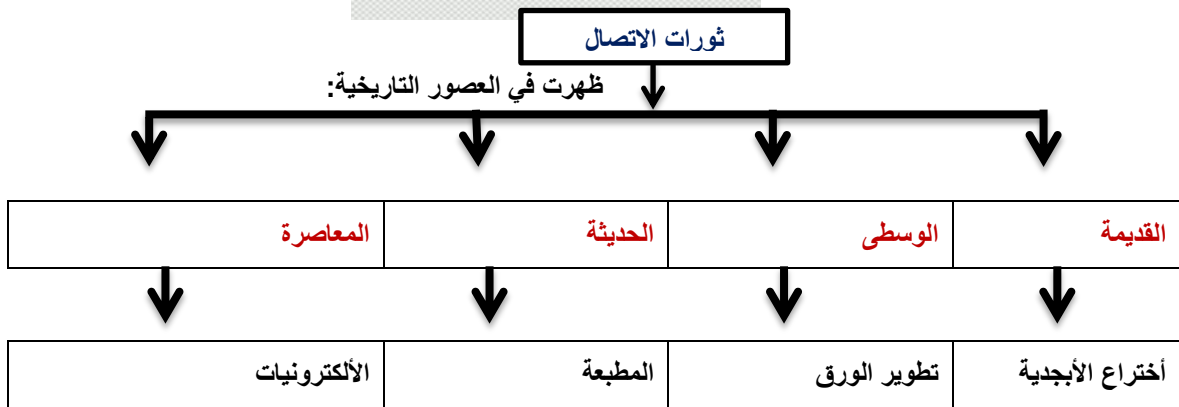 ثورات الاتصال
ظهرت في العصور التاريخية:
القديمة الوسطى الحديثة المعاصرة
أختراع الأبجدية تطوير الورق المطبعة الألكترونيات